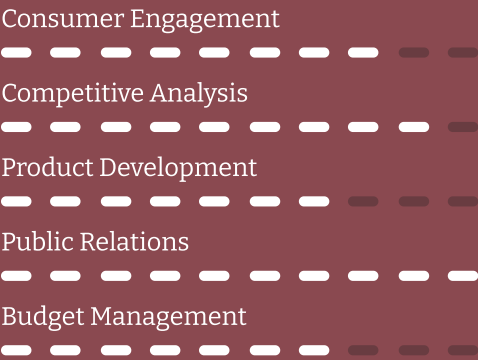 Consumer Engagement
Competitive Analysis
Product Development
Public Relations
Budget Management